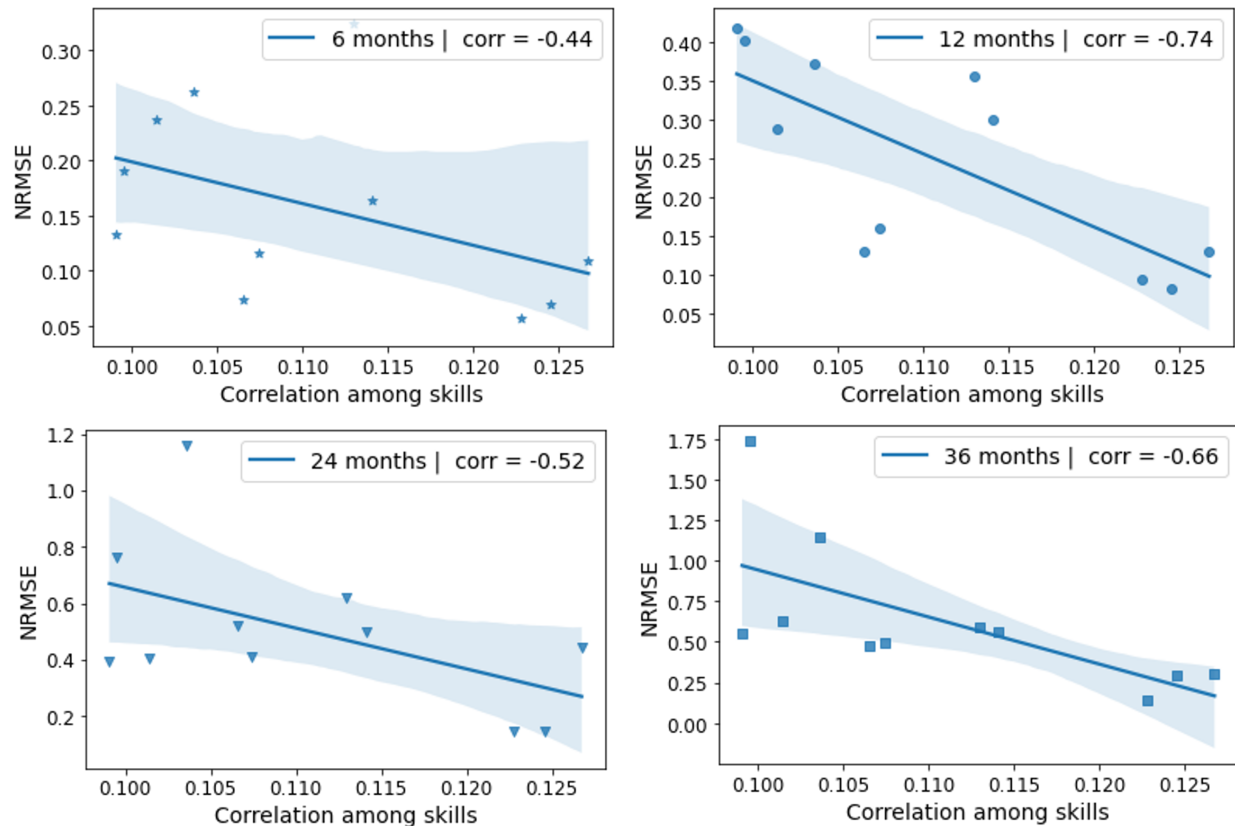 6 months | corr = -0.44
NRMSE
0.30
0.25
0.20
0.15
0.10
0.05
0.100 0.105 0.110 0.115 0.120 0.125
Correlation among skills
12 months | corr = -0.74
NRMSE
0.40
0.35
0.30
0.25
0.20
0.15
0.10
0.05
0.100 0.105 0.110 0.115 0.120 0.125
Correlation among skills
24 months | corr = -0.52
NRMSE
1.2
1.0
0.8
0.6
0.4
0.2
0.100 0.105 0.110 0.115 0.120 0.125
Correlation among skills
36 months | corr = -0.66
NRMSE
1.75
1.50
1.25
1.00
0.75
0.50
0.25
0.00
0.100 0.105 0.110 0.115 0.120 0.125
Correlation among skills